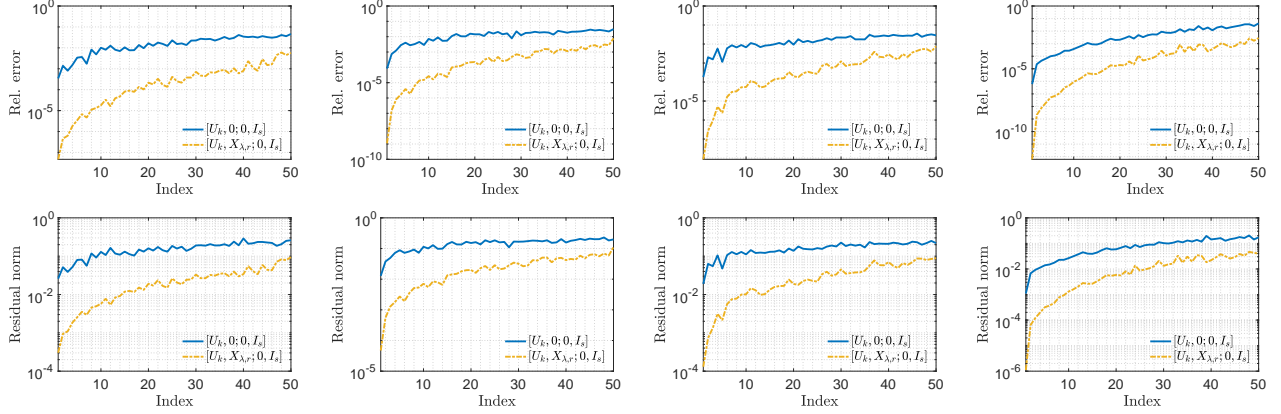 Rel. error
10^0
10^-5
[U_k, 0; 0, I_s]
[U_k, X_λ,r; 0, I_s]
10 20 30 40 50
Index
Rel. error
10^0
10^-5
10^-10
[U_k, 0; 0, I_s]
[U_k, X_λ,r; 0, I_s]
10 20 30 40 50
Index
Rel. error
10^0
10^-5
[U_k, 0; 0, I_s]
[U_k, X_λ,r; 0, I_s]
10 20 30 40 50
Index
Rel. error
10^0
10^-5
10^-10
[U_k, 0; 0, I_s]
[U_k, X_λ,r; 0, I_s]
10 20 30 40 50
Index
Residual norm
10^0
10^-2
10^-4
[U_k, 0; 0, I_s]
[U_k, X_λ,r; 0, I_s]
10 20 30 40 50
Index
Residual norm
10^0
10^-5
[U_k, 0; 0, I_s]
[U_k, X_λ,r; 0, I_s]
10 20 30 40 50
Index
Residual norm
10^0
10^-2
10^-4
[U_k, 0; 0, I_s]
[U_k, X_λ,r; 0, I_s]
10 20 30 40 50
Index
Residual norm
10^0
10^-2
10^-4
10^-6
[U_k, 0; 0, I_s]
[U_k, X_λ,r; 0, I_s]
10 20 30 40 50
Index